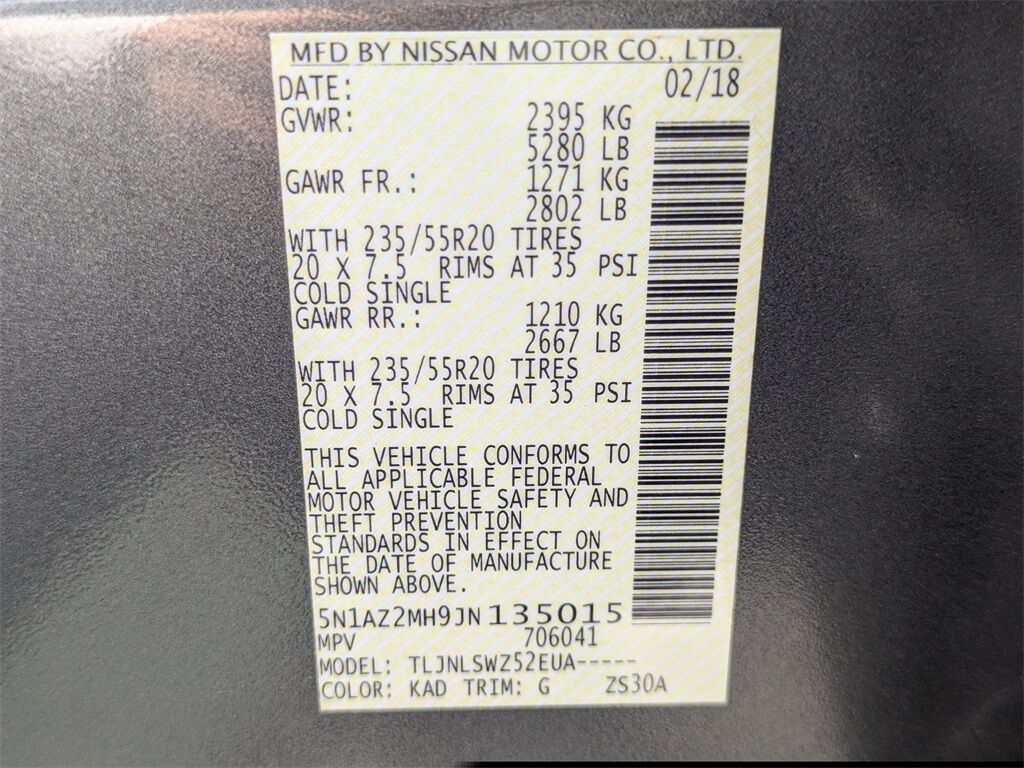 MFD BY NISSAN MOTOR CO., LTD.
DATE: 02/18
GVWR: 2395 KG
5280 LB
GAWR FR.: 1271 KG
2802 LB
WITH 235/55R20 TIRES
20 X 7.5 RIMS AT 35 PSI
COLD SINGLE
GAWR RR.: 1210 KG
2667 LB
WITH 235/55R20 TIRES
20 X 7.5 RIMS AT 35 PSI
COLD SINGLE
THIS VEHICLE CONFORMS TO
ALL APPLICABLE FEDERAL
MOTOR VEHICLE SAFETY AND
THEFT PREVENTION
STANDARDS IN EFFECT ON
THE DATE OF MANUFACTURE
SHOWN ABOVE.
5N1AZ2MH9JN135015
MPV 706041
MODEL: TLJNLSWZ52EUA-----
COLOR: KAD TRIM: G ZS30A